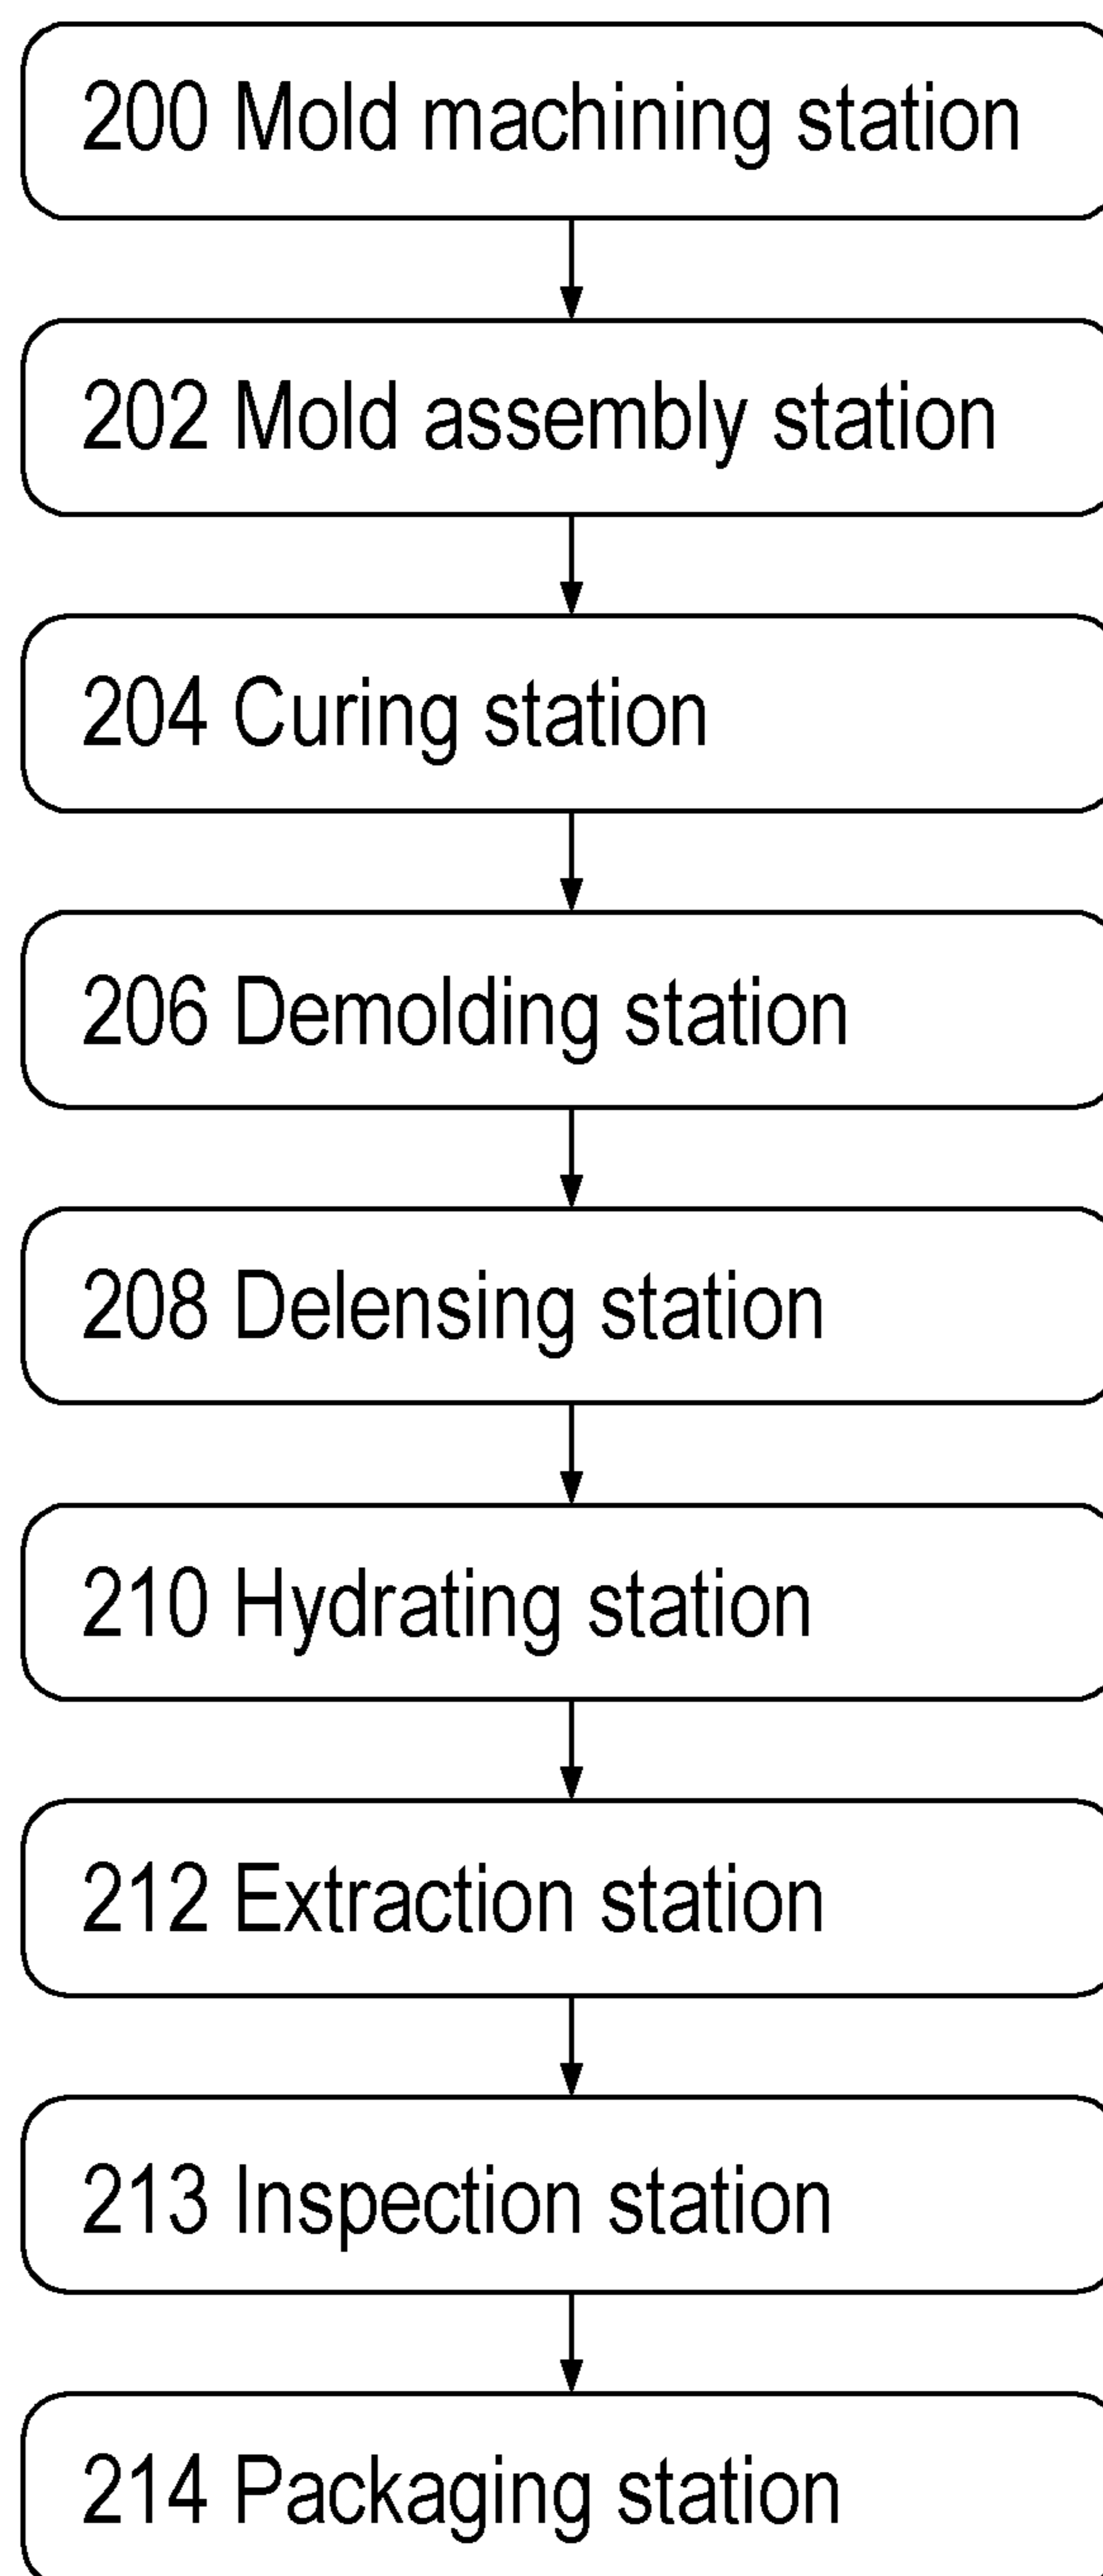 200 Mold machining station
202 Mold assembly station
204 Curing station
206 Demolding station
208 Delensing station
210 Hydrating station
212 Extraction station
213 Inspection station
214 Packaging station